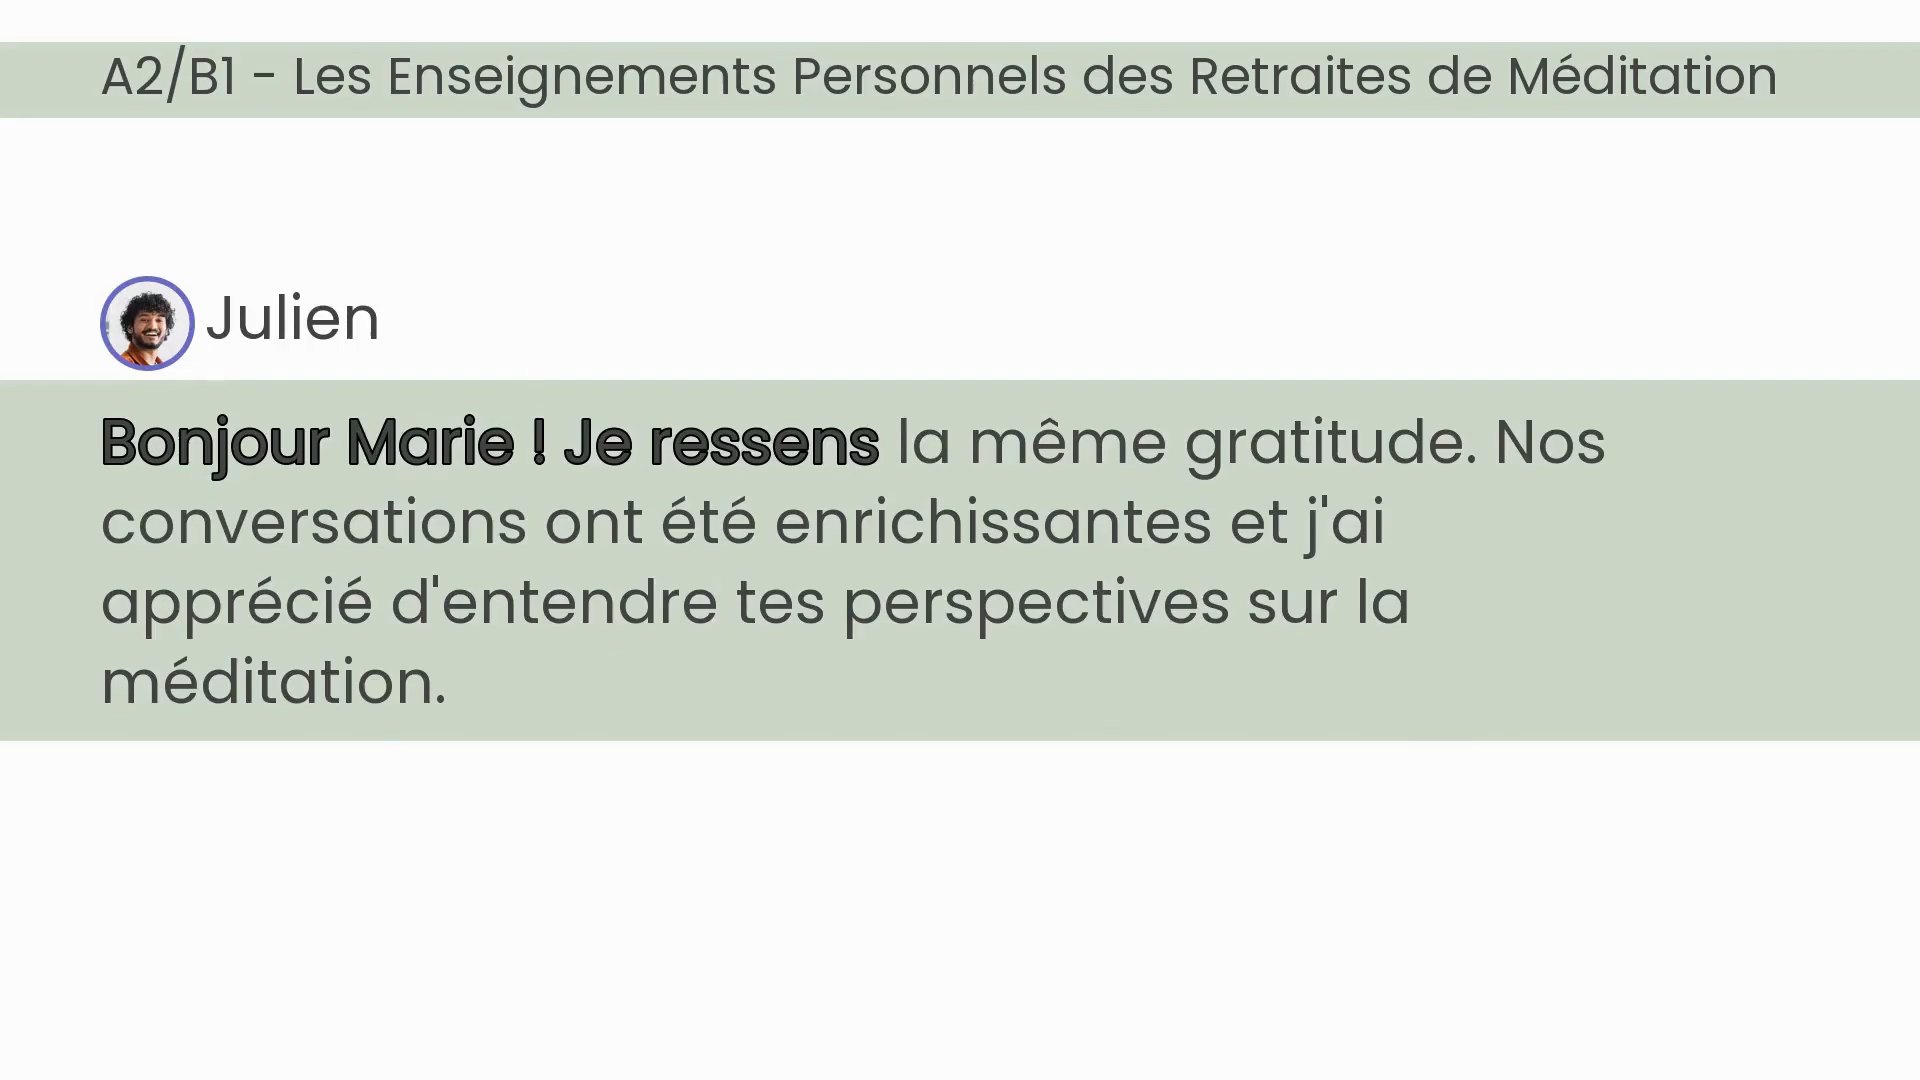 A2/B1 - Les Enseignements Personnels des Retraites de Méditation
Julien
Bonjour Marie ! Je ressens la même gratitude. Nos
conversations ont été enrichissantes et j'ai
apprécié d'entendre tes perspectives sur la
méditation.